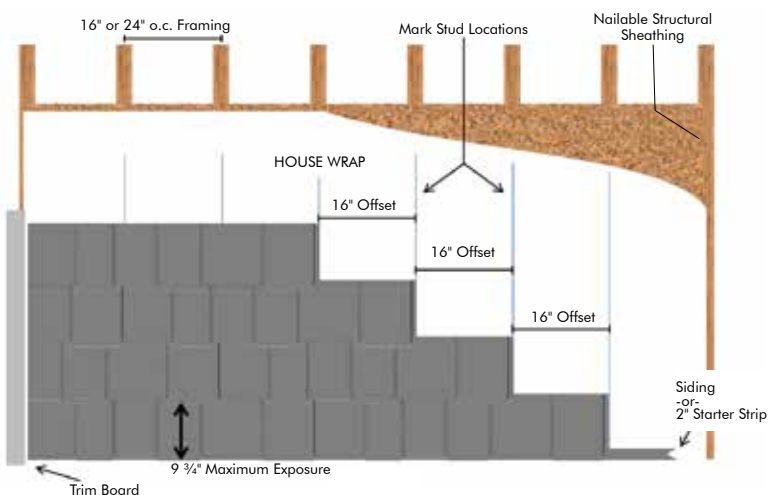 16" or 24" o.c. Framing
Mark Stud Locations
Nailable Structural
Sheathing
HOUSE WRAP
16" Offset
16" Offset
16" Offset
Siding
-or-
2" Starter Strip
9 ¾" Maximum Exposure
Trim Board